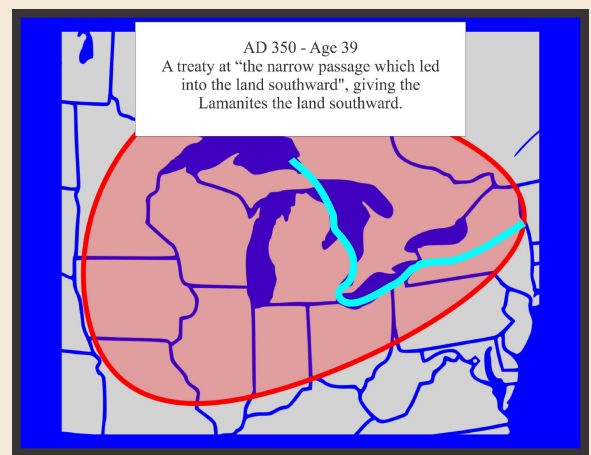 AD 350 - Age 39
A treaty at “the narrow passage which led
into the land southward", giving the
Lamanites the land southward.